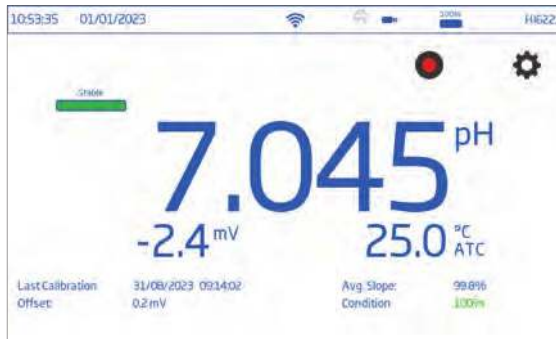 10:53:35 01/01/2023 100% HI6221
Stable
7.045 pH
-2.4 mV 25.0 °C
ATC
Last Calibration 31/08/2023 09:14:02 Avg. Slope: 99.8%
Offset: 0.2 mV Condition 100%